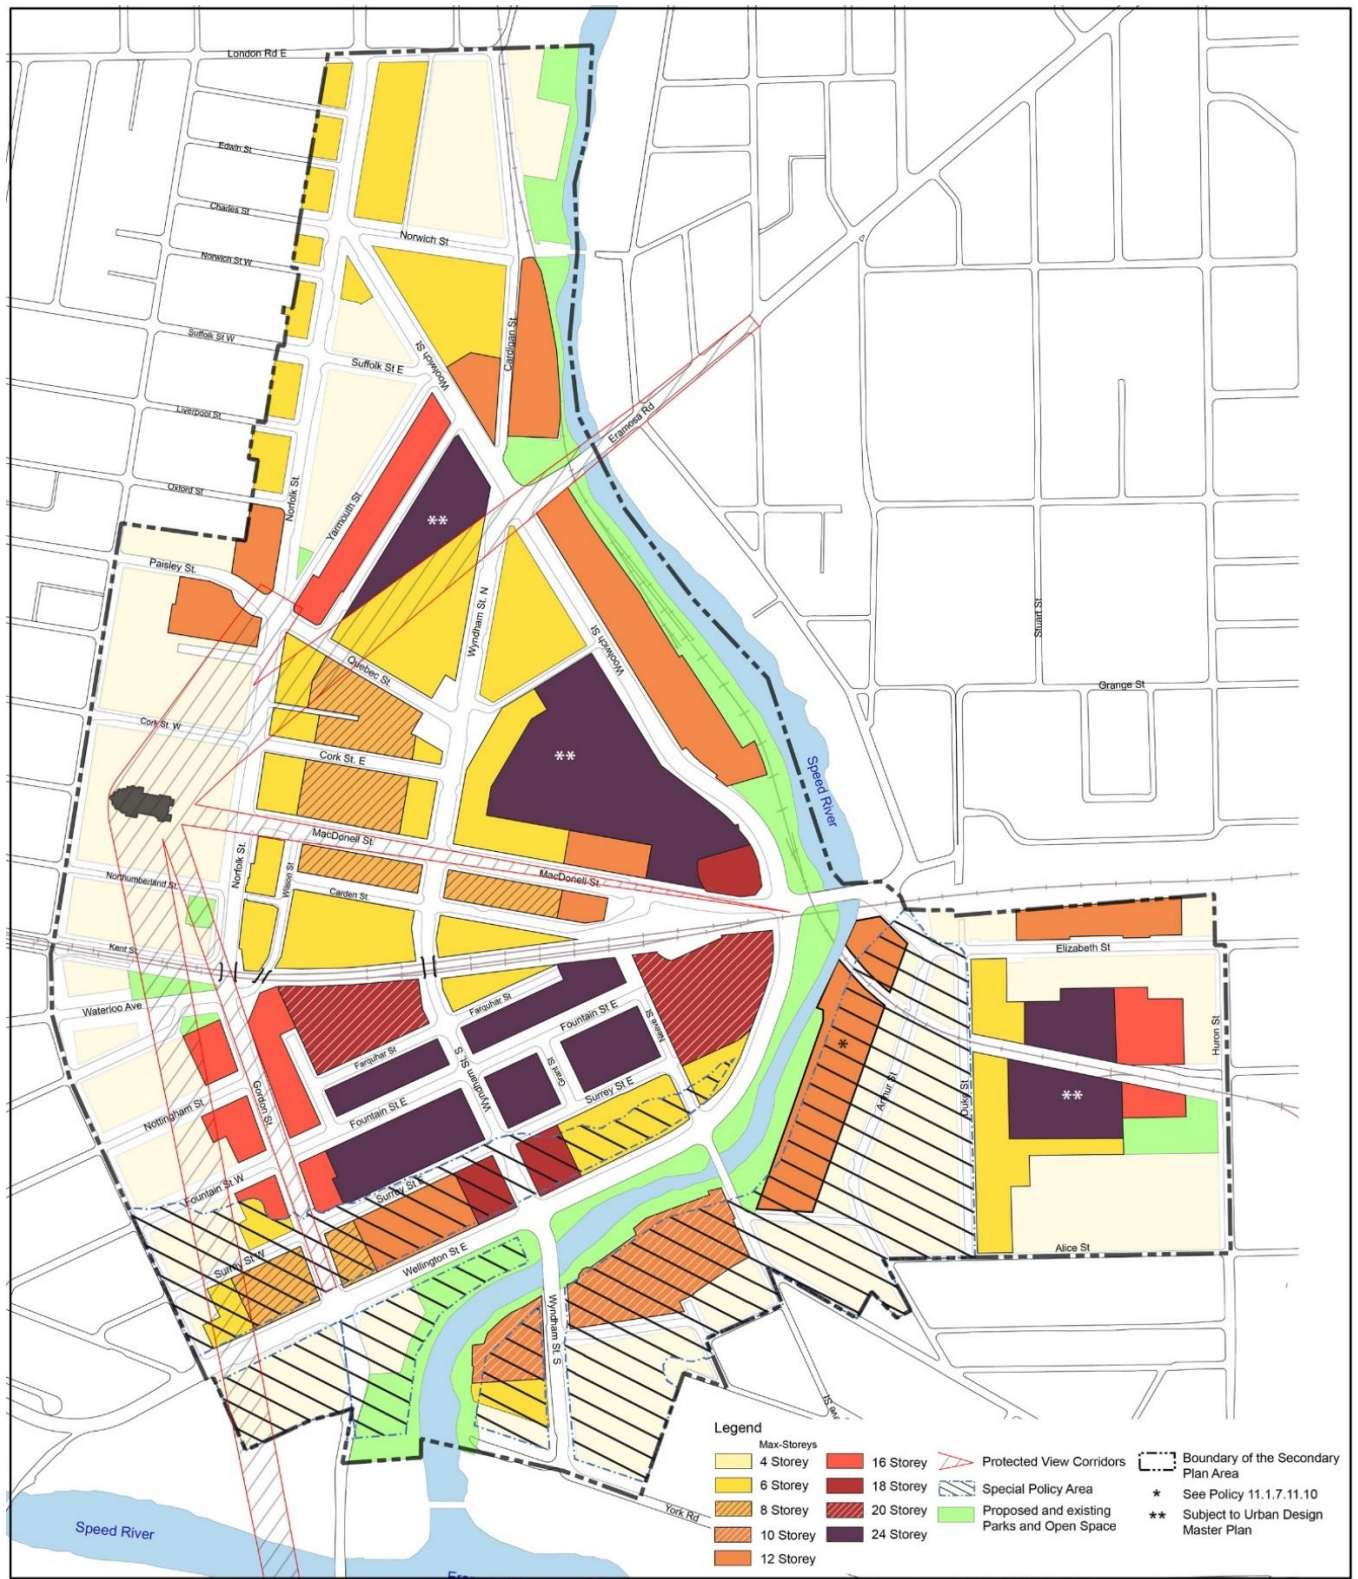 London Rd E
Edwin St
Charles St
Norwich St
Norwich St W
Suffolk St W
Suffolk St E
Woolwich St
Cardigan St
Liverpool St
Eramosa Rd
Oxford St
Norfolk St.
Yarmouth St
**
Paisley St.
Wyndham St. N
Woolwich St
Stuart St
Quebec St.
Grange St
Cork St. W
Cork St. E
**
Speed River
MacDonell St.
MacDonell St
Norfolk St.
Wilson St
Northumberland St.
Carden St
Kent St
Elizabeth St
Waterloo Ave
Farquhar St
Fountain St E
Neeve St
Huron St
Farquhar St
Wyndham St. S
Grant St
Surrey St E
*
Arthur St
Duke St
**
Gordon St
Nottingham St
Fountain St E
Fountain St W
Surrey St E
Surrey St W
Wellington St E
Alice St
Wyndham St. S
Legend
Max-Storeys
4 Storey
6 Storey
8 Storey
10 Storey
12 Storey
16 Storey
18 Storey
20 Storey
24 Storey
Protected View Corridors
Special Policy Area
Proposed and existing
Parks and Open Space
Boundary of the Secondary
Plan Area
* See Policy 11.1.7.11.10
** Subject to Urban Design
Master Plan
York Rd
Speed River